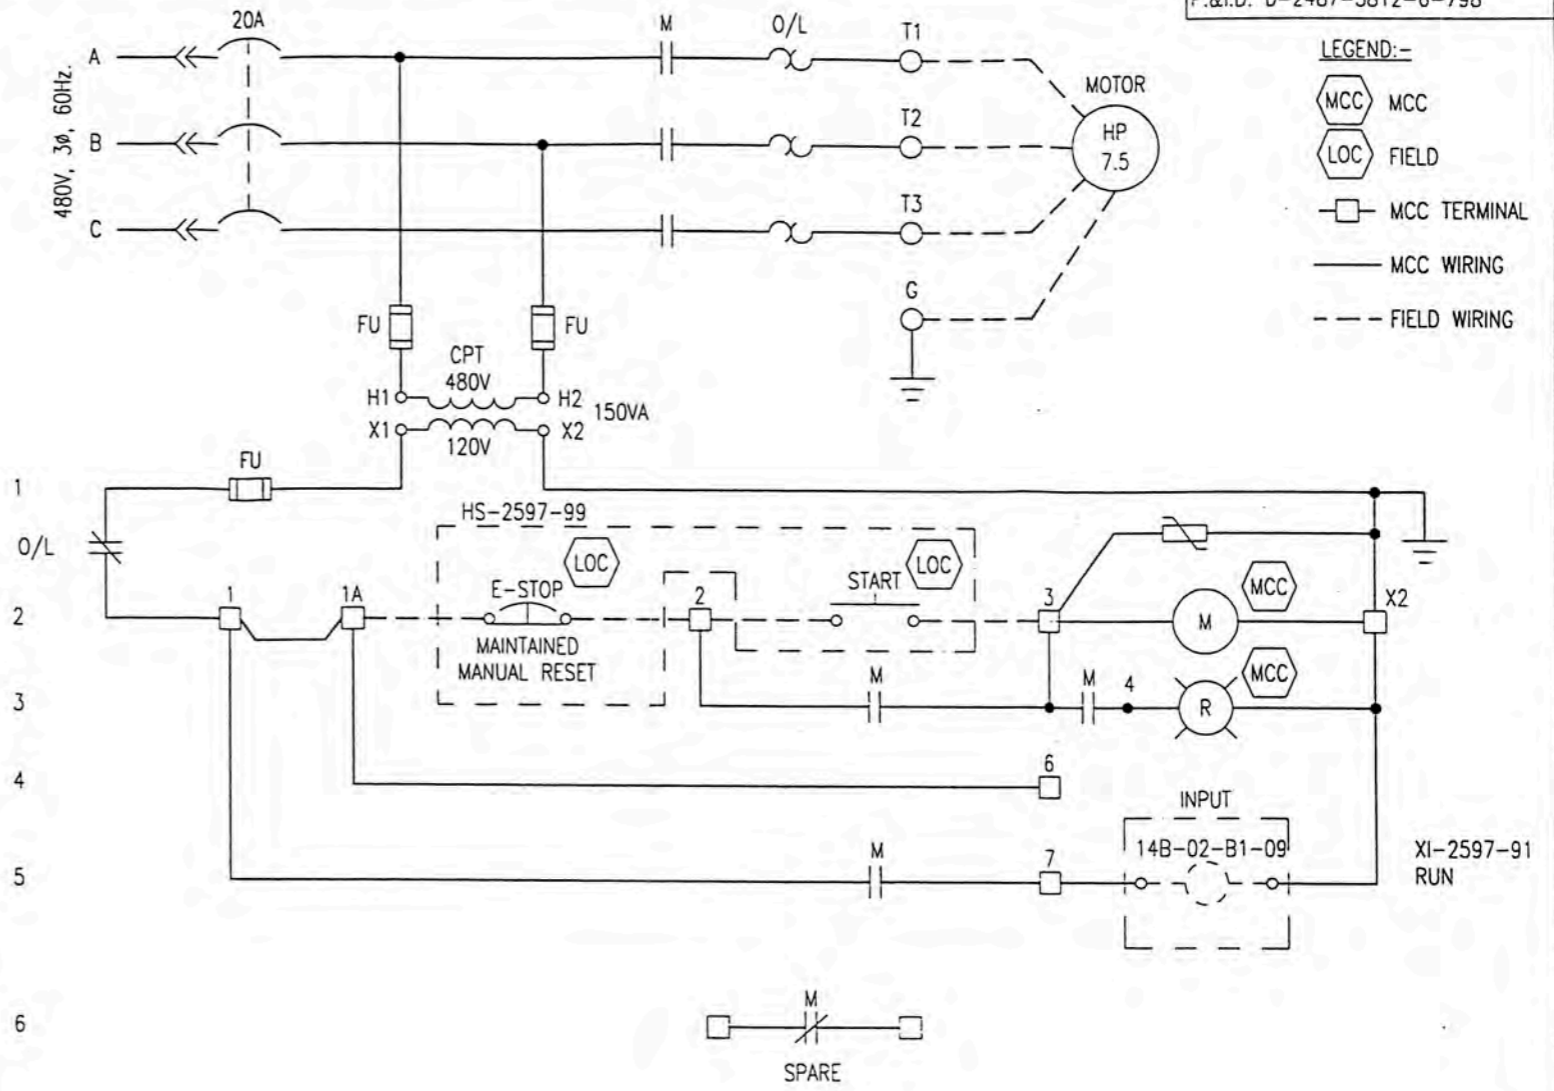 20A
M
O/L
T1
A
MOTOR
480V, 3Ø, 60Hz.
B
T2
HP
7.5
C
T3
G
LEGEND:-
MCC MCC
LOC FIELD
MCC TERMINAL
MCC WIRING
FIELD WIRING
FU
FU
CPT
480V
H1
H2
150VA
X1
X2
120V
1
FU
HS-2597-99
O/L
LOC
LOC
MCC
2
1
1A
E-STOP
2
START
3
M
X2
MAINTAINED
MANUAL RESET
3
M
M
4
R
MCC
4
6
INPUT
14B-02-B1-09
5
M
7
XI-2597-91
RUN
6
M
SPARE